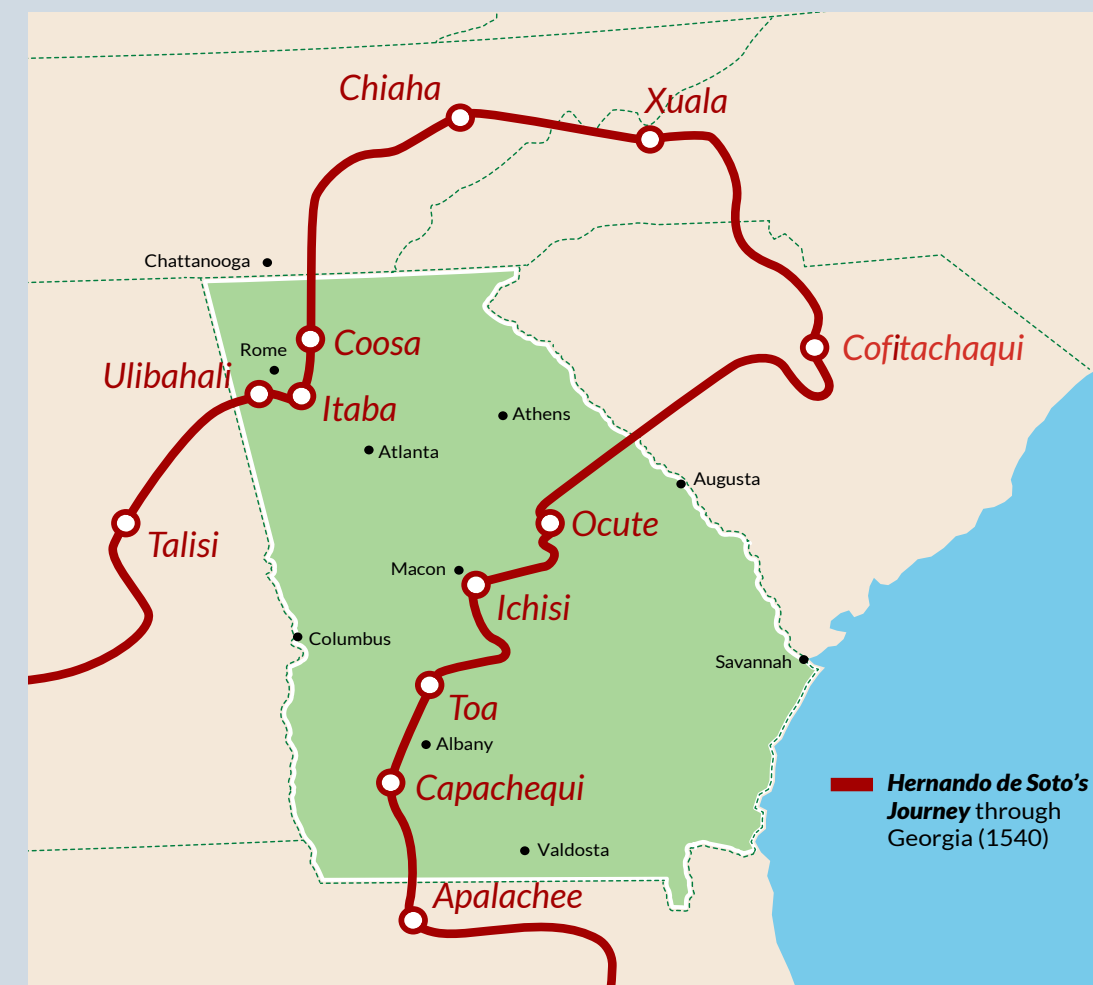 Chiaha
Xuala
Chattanooga
Coosa
Cofitachaqui
Rome
Ulibahali
Itaba
Athens
Atlanta
Augusta
Ocute
Talisi
Macon
Ichisi
Columbus
Savannah
Toa
Albany
Capachequi
Hernando de Soto's
Journey through
Georgia (1540)
Valdosta
Apalachee